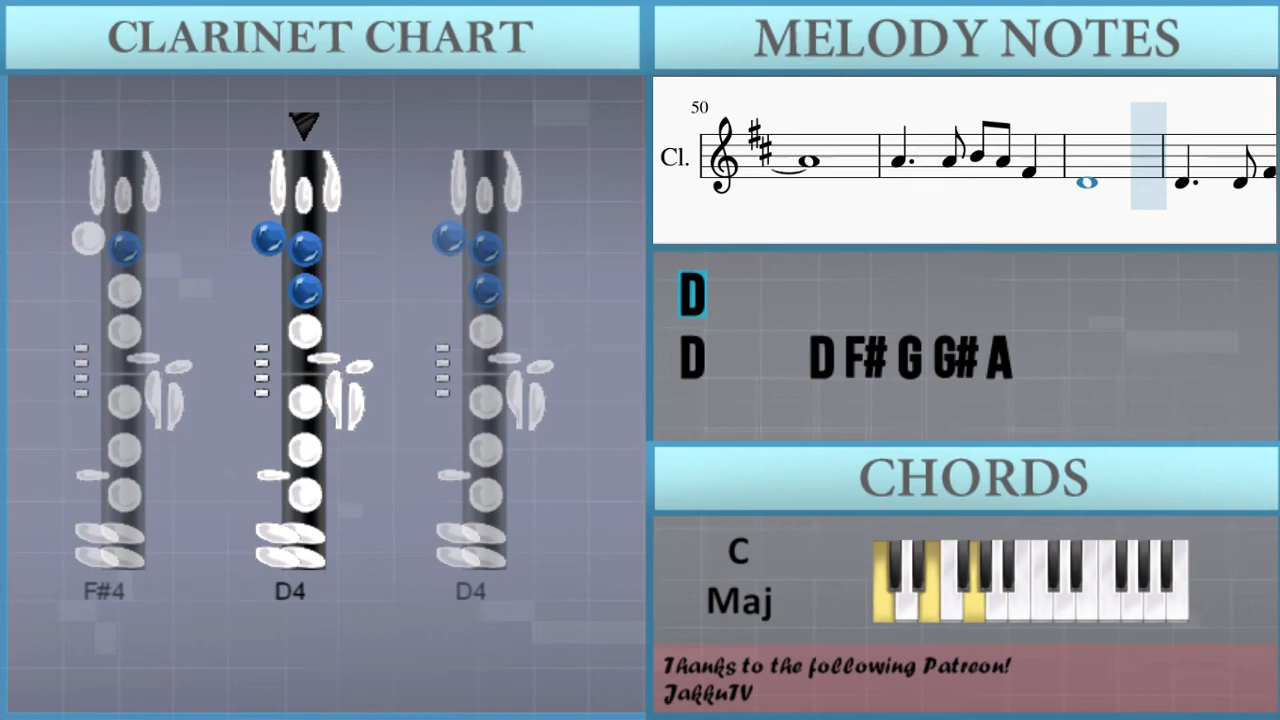 CLARINET CHART
F#4
D4
D4
MELODY NOTES
50
Cl.
D
D D F# G G# A
CHORDS
C
Maj
Thanks to the following Patreon!
JakkuTV